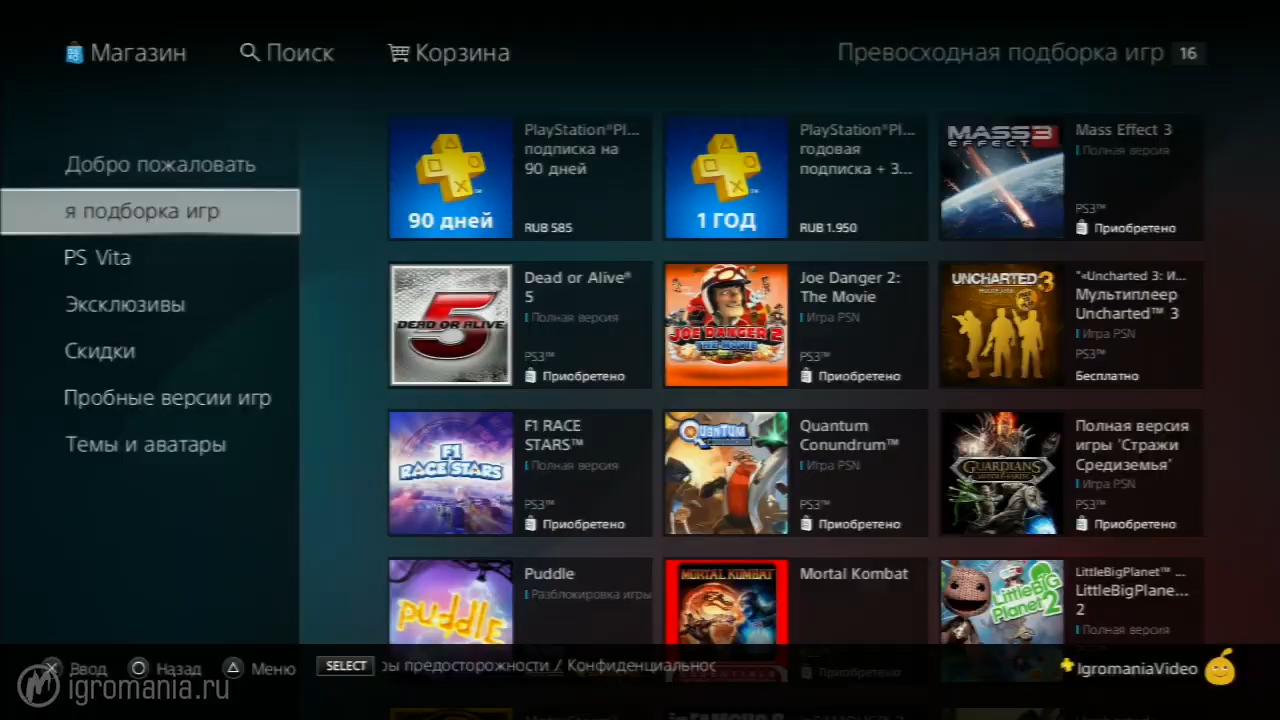 Магазин
Поиск
Корзина
Превосходная подборка игр 16
Добро пожаловать
я подборка игр
PS Vita
Эксклюзивы
Скидки
Пробные версии игр
Темы и аватары
90 дней
PlayStation®Pl...
подписка на
90 дней
RUB 585
1 ГОД
PlayStation®Pl...
годовая
подписка + 3...
RUB 1.950
MASS 3
EFFECT
Mass Effect 3
Полная версия
PS3™
Приобретено
5
DEAD OR ALIVE
Dead or Alive®
5
Полная версия
PS3™
Приобретено
JOE DANGER 2
THE MOVIE
Joe Danger 2:
The Movie
Игра PSN
PS3™
Приобретено
UNCHARTED 3
"«Uncharted 3: И...
Мультиплеер
Uncharted™ 3
Игра PSN
PS3™
Бесплатно
F1
RACE STARS
F1 RACE
STARS™
Полная версия
PS3™
Приобретено
QUANTUM
CONUNDRUM
Quantum
Conundrum™
Игра PSN
PS3™
Приобретено
GUARDIANS
Полная версия
игры 'Стражи
Средиземья'
Игра PSN
PS3™
Приобретено
puddle
Puddle
Разблокировка игры
MORTAL KOMBAT
Mortal Kombat
Приобретено
LittleBIG
Planet 2
LittleBigPlanet™ ...
LittleBigPlane...
2
Полная версия
Приобретено
Ввод
Назад
Меню
SELECT
ры предосторожности / Конфиденциальнос
IgromaniaVideo
igromania.ru